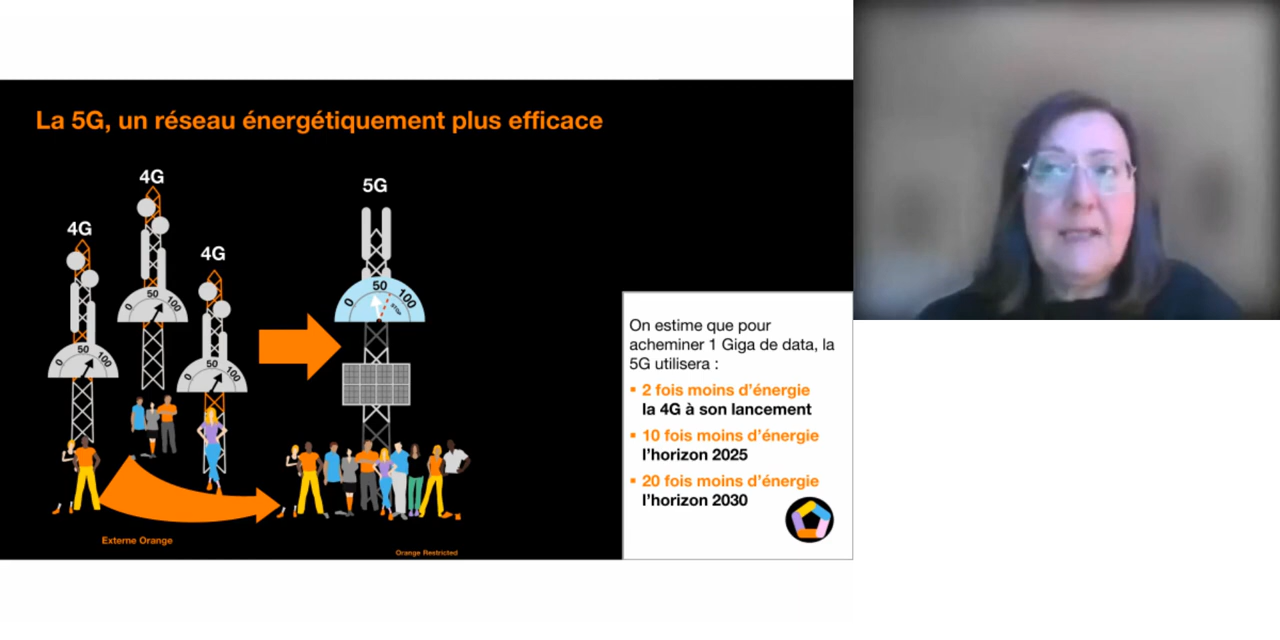 La 5G, un réseau énergétiquement plus efficace
4G
4G
4G
5G
0 50 100
0 50 100
0 50 100
0 50 100
STOP
On estime que pour
acheminer 1 Giga de data, la
5G utilisera :
▪ 2 fois moins d’énergie
la 4G à son lancement
▪ 10 fois moins d’énergie
l’horizon 2025
▪ 20 fois moins d’énergie
l’horizon 2030
Externe Orange
Orange Restricted